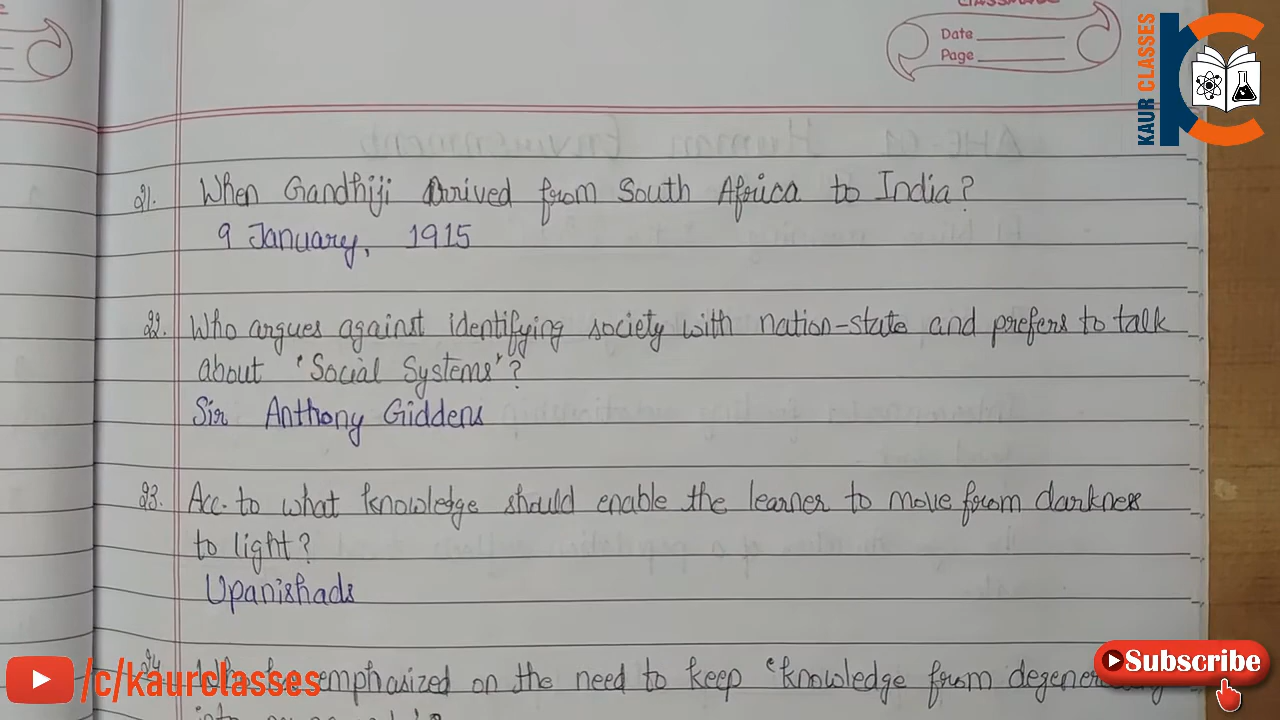 CLASSMATE
Date
Page
KAUR CLASSES
21. When Gandhiji Arrived from South Africa to India?
9 January, 1915
22. Who argues against identifying society with nation-state and prefers to talk
about 'Social Systems'?
Sir Anthony Giddens
23. Acc. to what knowledge should enable the learner to move from darkness
to light?
Upanishads
24. emphasized on the need to keep 'knowledge from
/c/kaurclasses
Subscribe